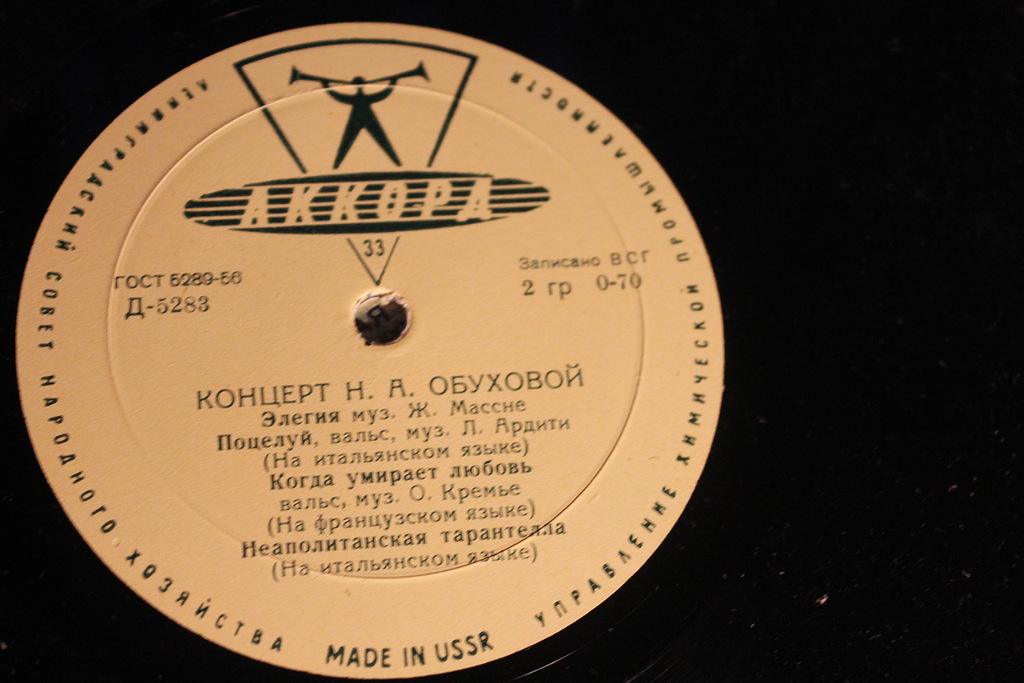 ЛЕНИНГРАДСКИЙ СОВЕТ НАРОДНОГО ХОЗЯЙСТВА
УПРАВЛЕНИЕ ХИМИЧЕСКОЙ ПРОМЫШЛЕННОСТИ
АККОРД
33
ГОСТ 5289-56
Д-5283
Записано ВСГ
2 гр 0-70
КОНЦЕРТ Н. А. ОБУХОВОЙ
Элегия муз. Ж. Массне
Поцелуй, вальс, муз. Л. Ардити
(На итальянском языке)
Когда умирает любовь
вальс, муз. О. Кремье
(На французском языке)
Неаполитанская тарантелла
(На итальянском языке)
MADE IN USSR